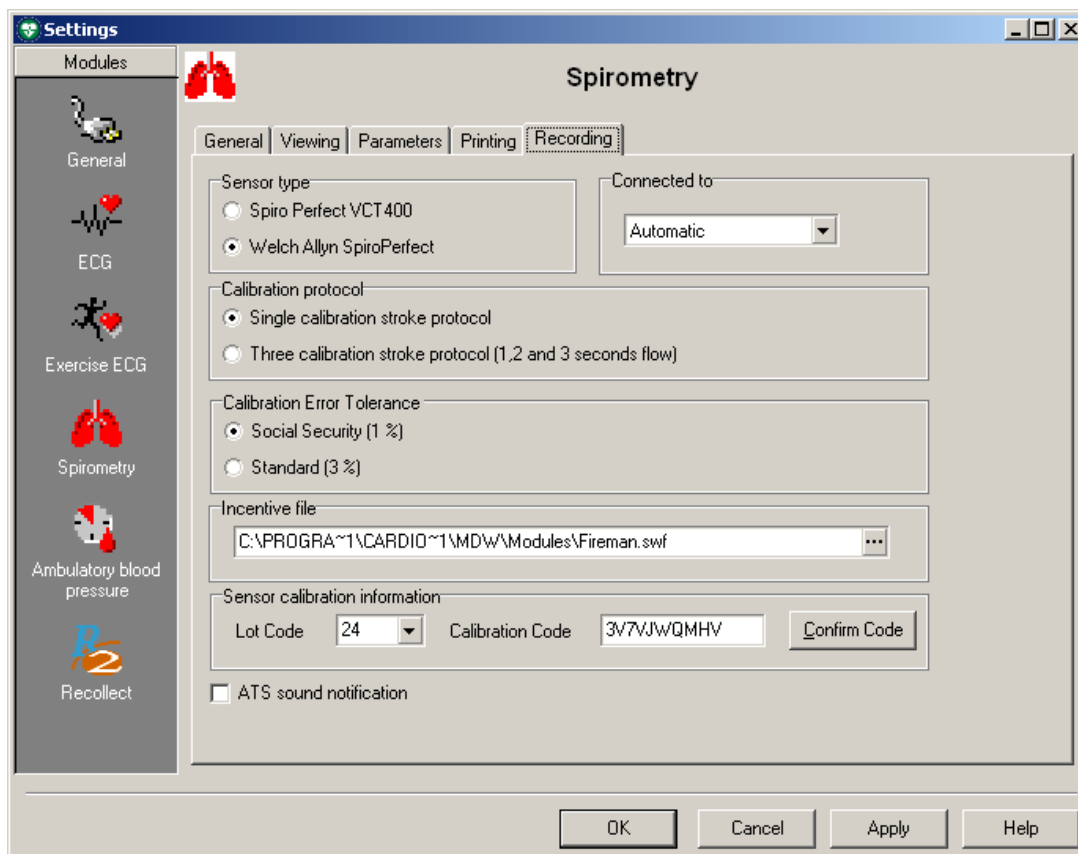 Settings
Modules
General
ECG
Exercise ECG
Spirometry
Ambulatory blood
pressure
R2
Recollect
Spirometry
General Viewing Parameters Printing Recording
Sensor type
Spiro Perfect VCT400
Welch Allyn SpiroPerfect
Connected to
Automatic
Calibration protocol
Single calibration stroke protocol
Three calibration stroke protocol (1,2 and 3 seconds flow)
Calibration Error Tolerance
Social Security (1 %)
Standard (3 %)
Incentive file
C:\PROGRA~1\CARDIO~1\MDW\Modules\Fireman.swf
Sensor calibration information
Lot Code 24 Calibration Code 3V7VJWQMHV Confirm Code
ATS sound notification
OK Cancel Apply Help